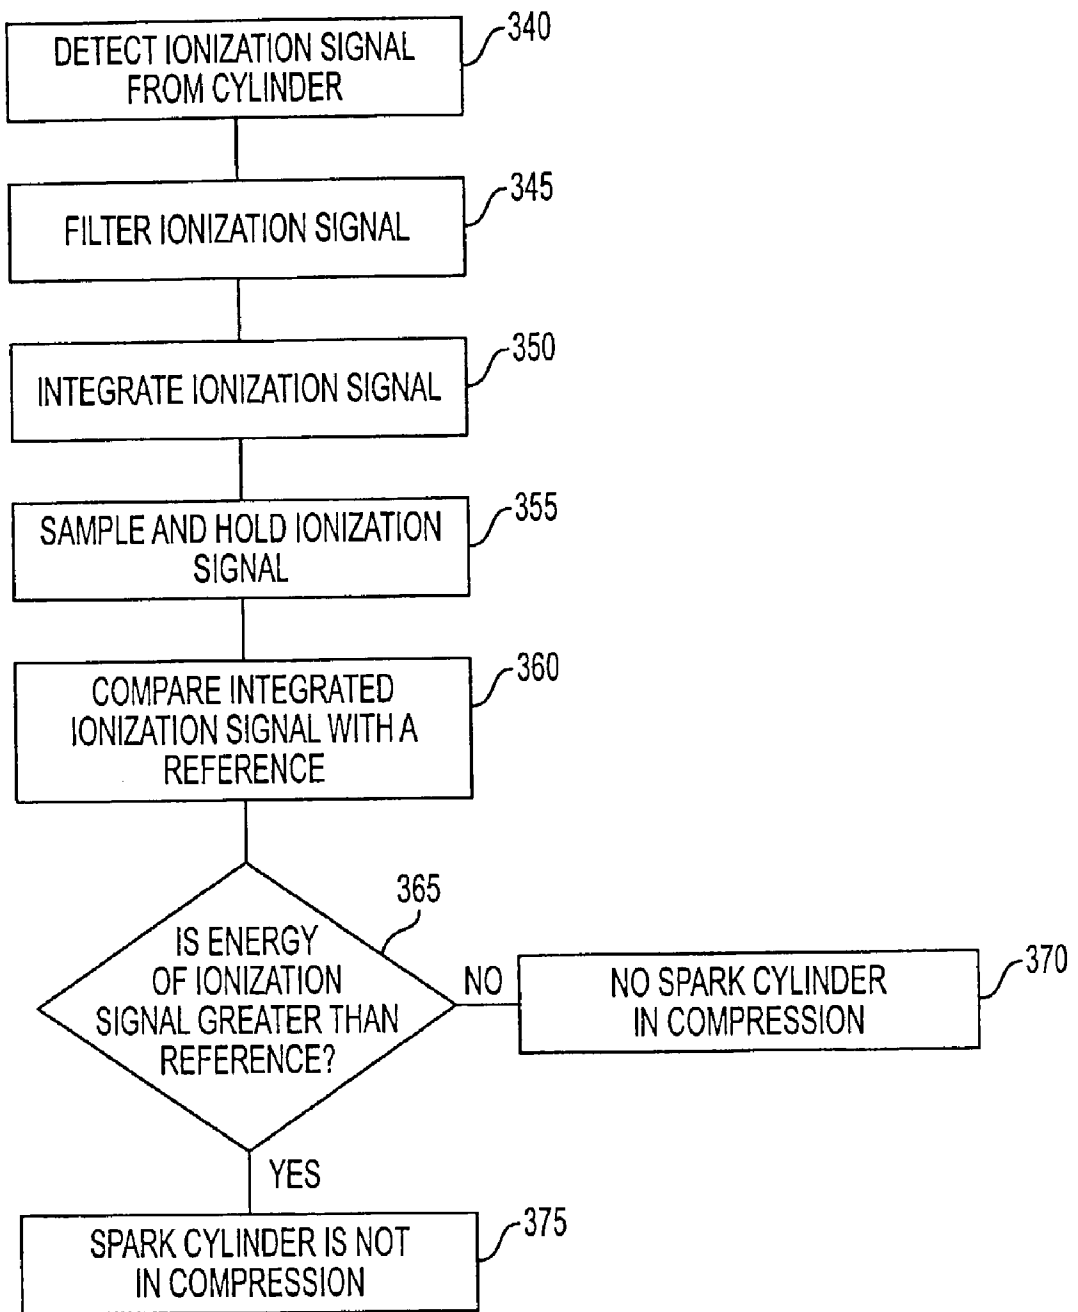 DETECT IONIZATION SIGNAL
FROM CYLINDER
340
FILTER IONIZATION SIGNAL
345
INTEGRATE IONIZATION SIGNAL
350
SAMPLE AND HOLD IONIZATION
SIGNAL
355
COMPARE INTEGRATED
IONIZATION SIGNAL WITH A
REFERENCE
360
IS ENERGY
OF IONIZATION
SIGNAL GREATER THAN
REFERENCE?
365
NO
NO SPARK CYLINDER
IN COMPRESSION
370
YES
SPARK CYLINDER IS NOT
IN COMPRESSION
375